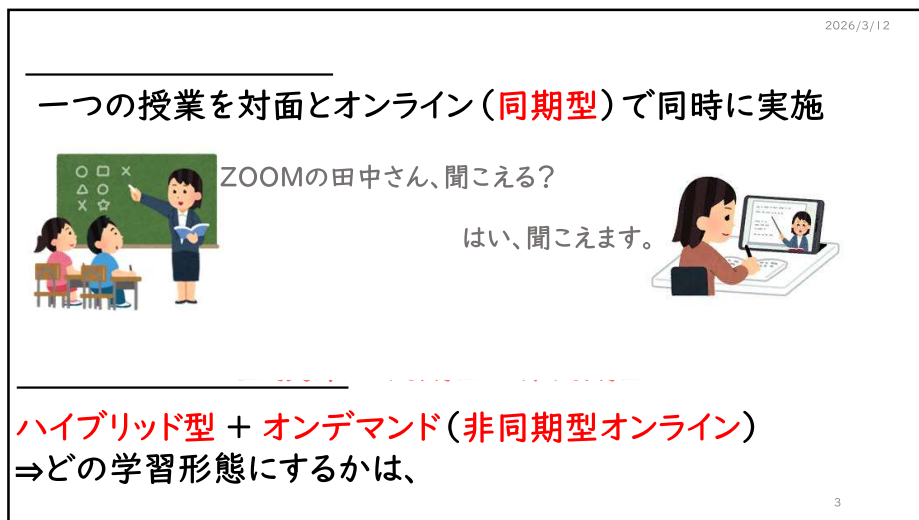 2026/3/12
一つの授業を対面とオンライン（同期型）で同時に実施
ZOOMの田中さん、聞こえる？
はい、聞こえます。
ハイブリッド型 + オンデマンド（非同期型オンライン）
⇒どの学習形態にするかは、
3